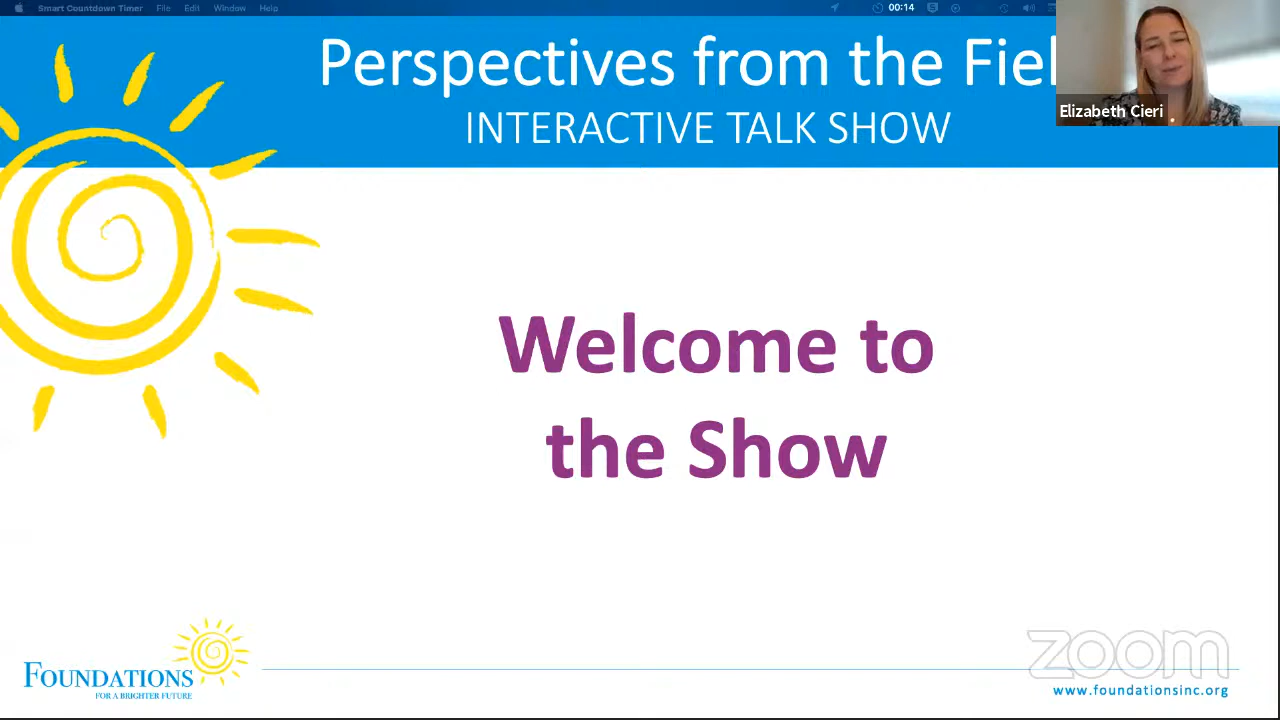 Smart Countdown Timer File Edit Window Help 00:14
Perspectives from the Fiel
INTERACTIVE TALK SHOW
Elizabeth Cieri
Welcome to
the Show
FOUNDATIONS
FOR A BRIGHTER FUTURE
zoom
www.foundationsinc.org